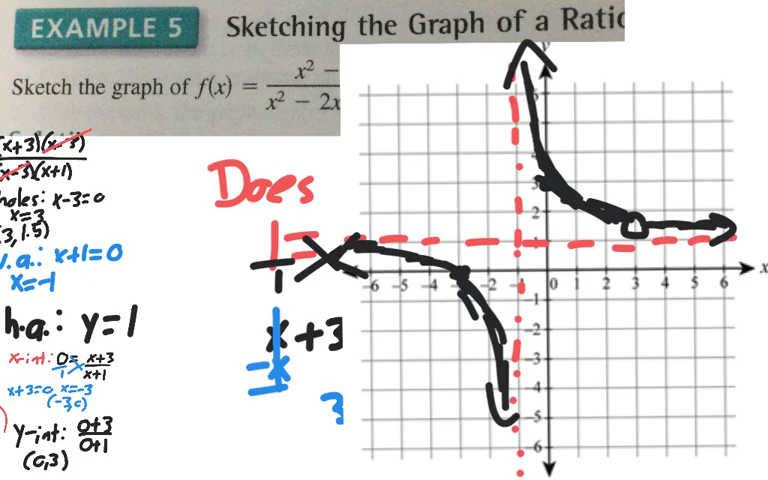 EXAMPLE 5 Sketching the Graph of a Ratio
Sketch the graph of f(x) = x² −
x² − 2x
(x+3)(x-3)
(x-3)(x+1)
holes: x-3=0
x=3
(3, 1.5)
v.a.: x+1=0
x=-1
h.a.: y=1
x-int: 0/1 = x+3/x+1
x+3=0 x=-3
(-3,0)
y-int: 0+3/0+1
(0,3)
Does
x+3
-x
3
y
x
3
2
-6 -5 -4 -2 0 1 2 3 4 5 6
-1
-2
-3
-4
-5
-6